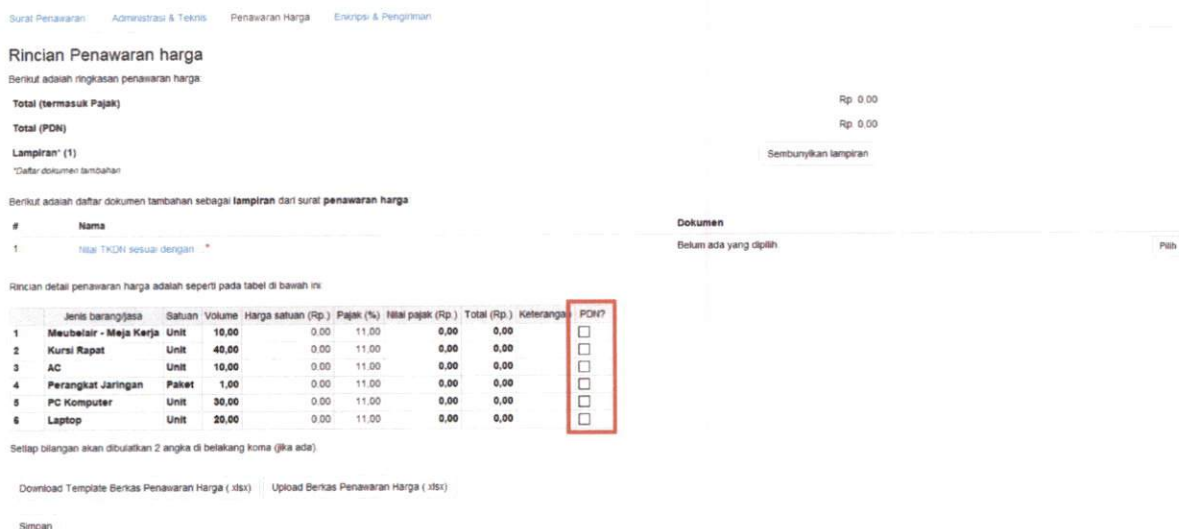 Surat Penawaran Administrasi & Teknis Penawaran Harga Enkripsi & Pengiriman
Rincian Penawaran harga
Berikut adalah ringkasan penawaran harga:
Total (termasuk Pajak) Rp. 0,00
Total (PDN) Rp. 0,00
Lampiran* (1) Sembunyikan lampiran
*Daftar dokumen tambahan
Berikut adalah daftar dokumen tambahan sebagai lampiran dari surat penawaran harga
# Nama Dokumen
1 Nilai TKDN sesuai dengan * Belum ada yang dipilih. Pilih
Rincian detail penawaran harga adalah seperti pada tabel di bawah ini:
Jenis barang/jasa Satuan Volume Harga satuan (Rp.) Pajak (%) Nilai pajak (Rp.) Total (Rp.) Keterangan PDN?
1 Meubelair - Meja Kerja Unit 10,00 0.00 11.00 0,00 0,00
2 Kursi Rapat Unit 40,00 0.00 11.00 0,00 0,00
3 AC Unit 10,00 0.00 11.00 0,00 0,00
4 Perangkat Jaringan Paket 1,00 0.00 11.00 0,00 0,00
5 PC Komputer Unit 30,00 0.00 11.00 0,00 0,00
6 Laptop Unit 20,00 0.00 11.00 0,00 0,00
Setiap bilangan akan dibulatkan 2 angka di belakang koma (jika ada).
Download Template Berkas Penawaran Harga (.xlsx) Upload Berkas Penawaran Harga (.xlsx)
Simpan